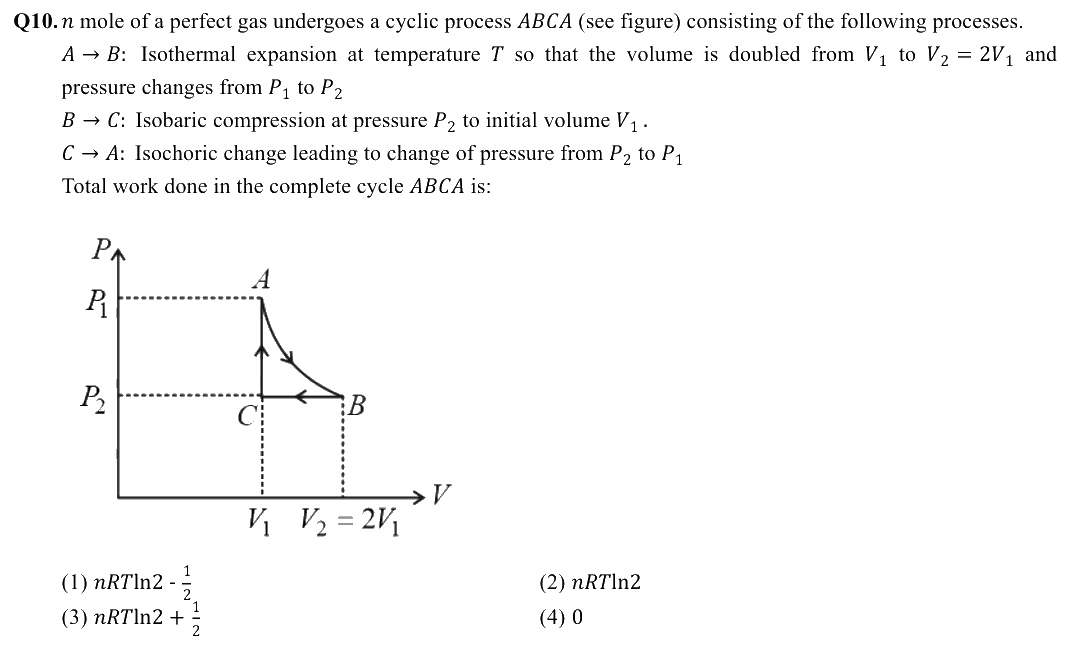 Q10. n mole of a perfect gas undergoes a cyclic process ABCA (see figure) consisting of the following processes.
A → B: Isothermal expansion at temperature T so that the volume is doubled from V₁ to V₂ = 2V₁ and
pressure changes from P₁ to P₂
B → C: Isobaric compression at pressure P₂ to initial volume V₁ .
C → A: Isochoric change leading to change of pressure from P₂ to P₁
Total work done in the complete cycle ABCA is:
P
A
P₁
P₂
C
B
V
V₁ V₂ = 2V₁
(1) nRTln2 - 1/2 (2) nRTln2
(3) nRTln2 + 1/2 (4) 0